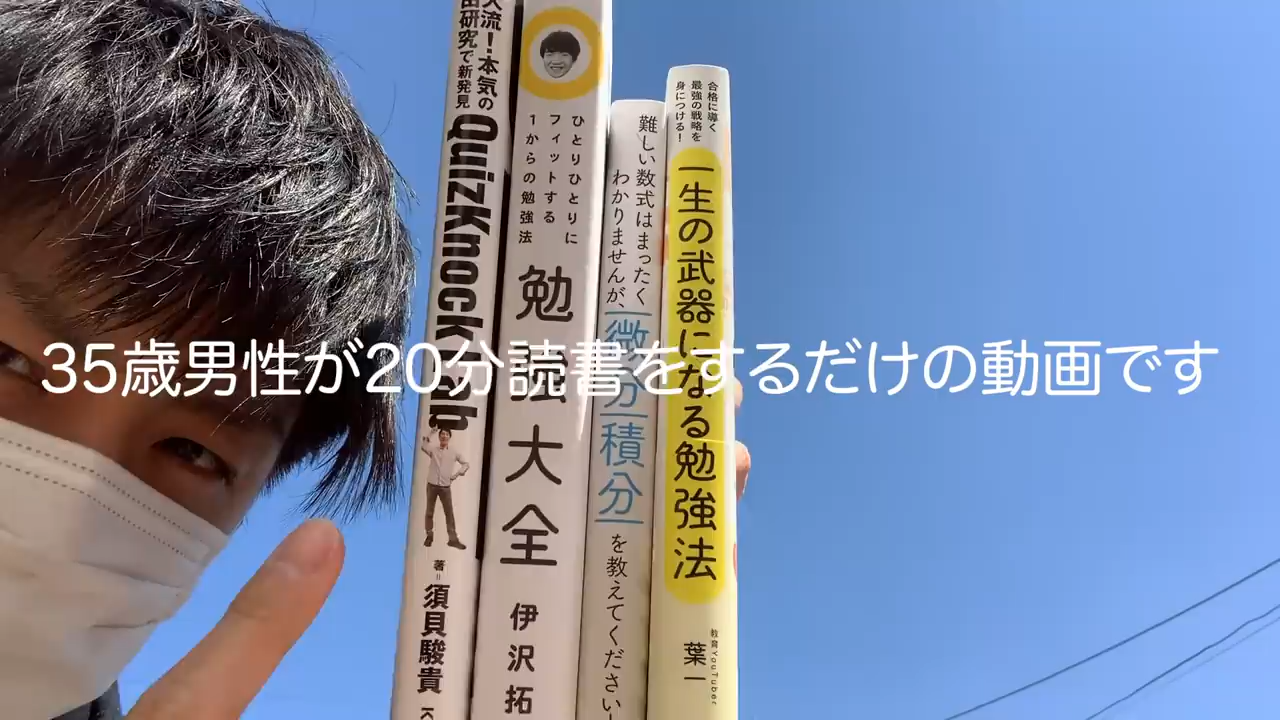 35歳男性が20分読書をするだけの動画です
大流！本気の
田研究で新発見
QuizKnock Lab
著＝須貝駿貴
ひとりひとりに
フィットする
1からの勉強法
勉強大全
伊沢拓
難しい数式はまったく
わかりませんが、
微分積分
を教えてください！
合格に導く
最強の戦略を
身につける！
一生の武器になる勉強法
教育YouTuber
葉一